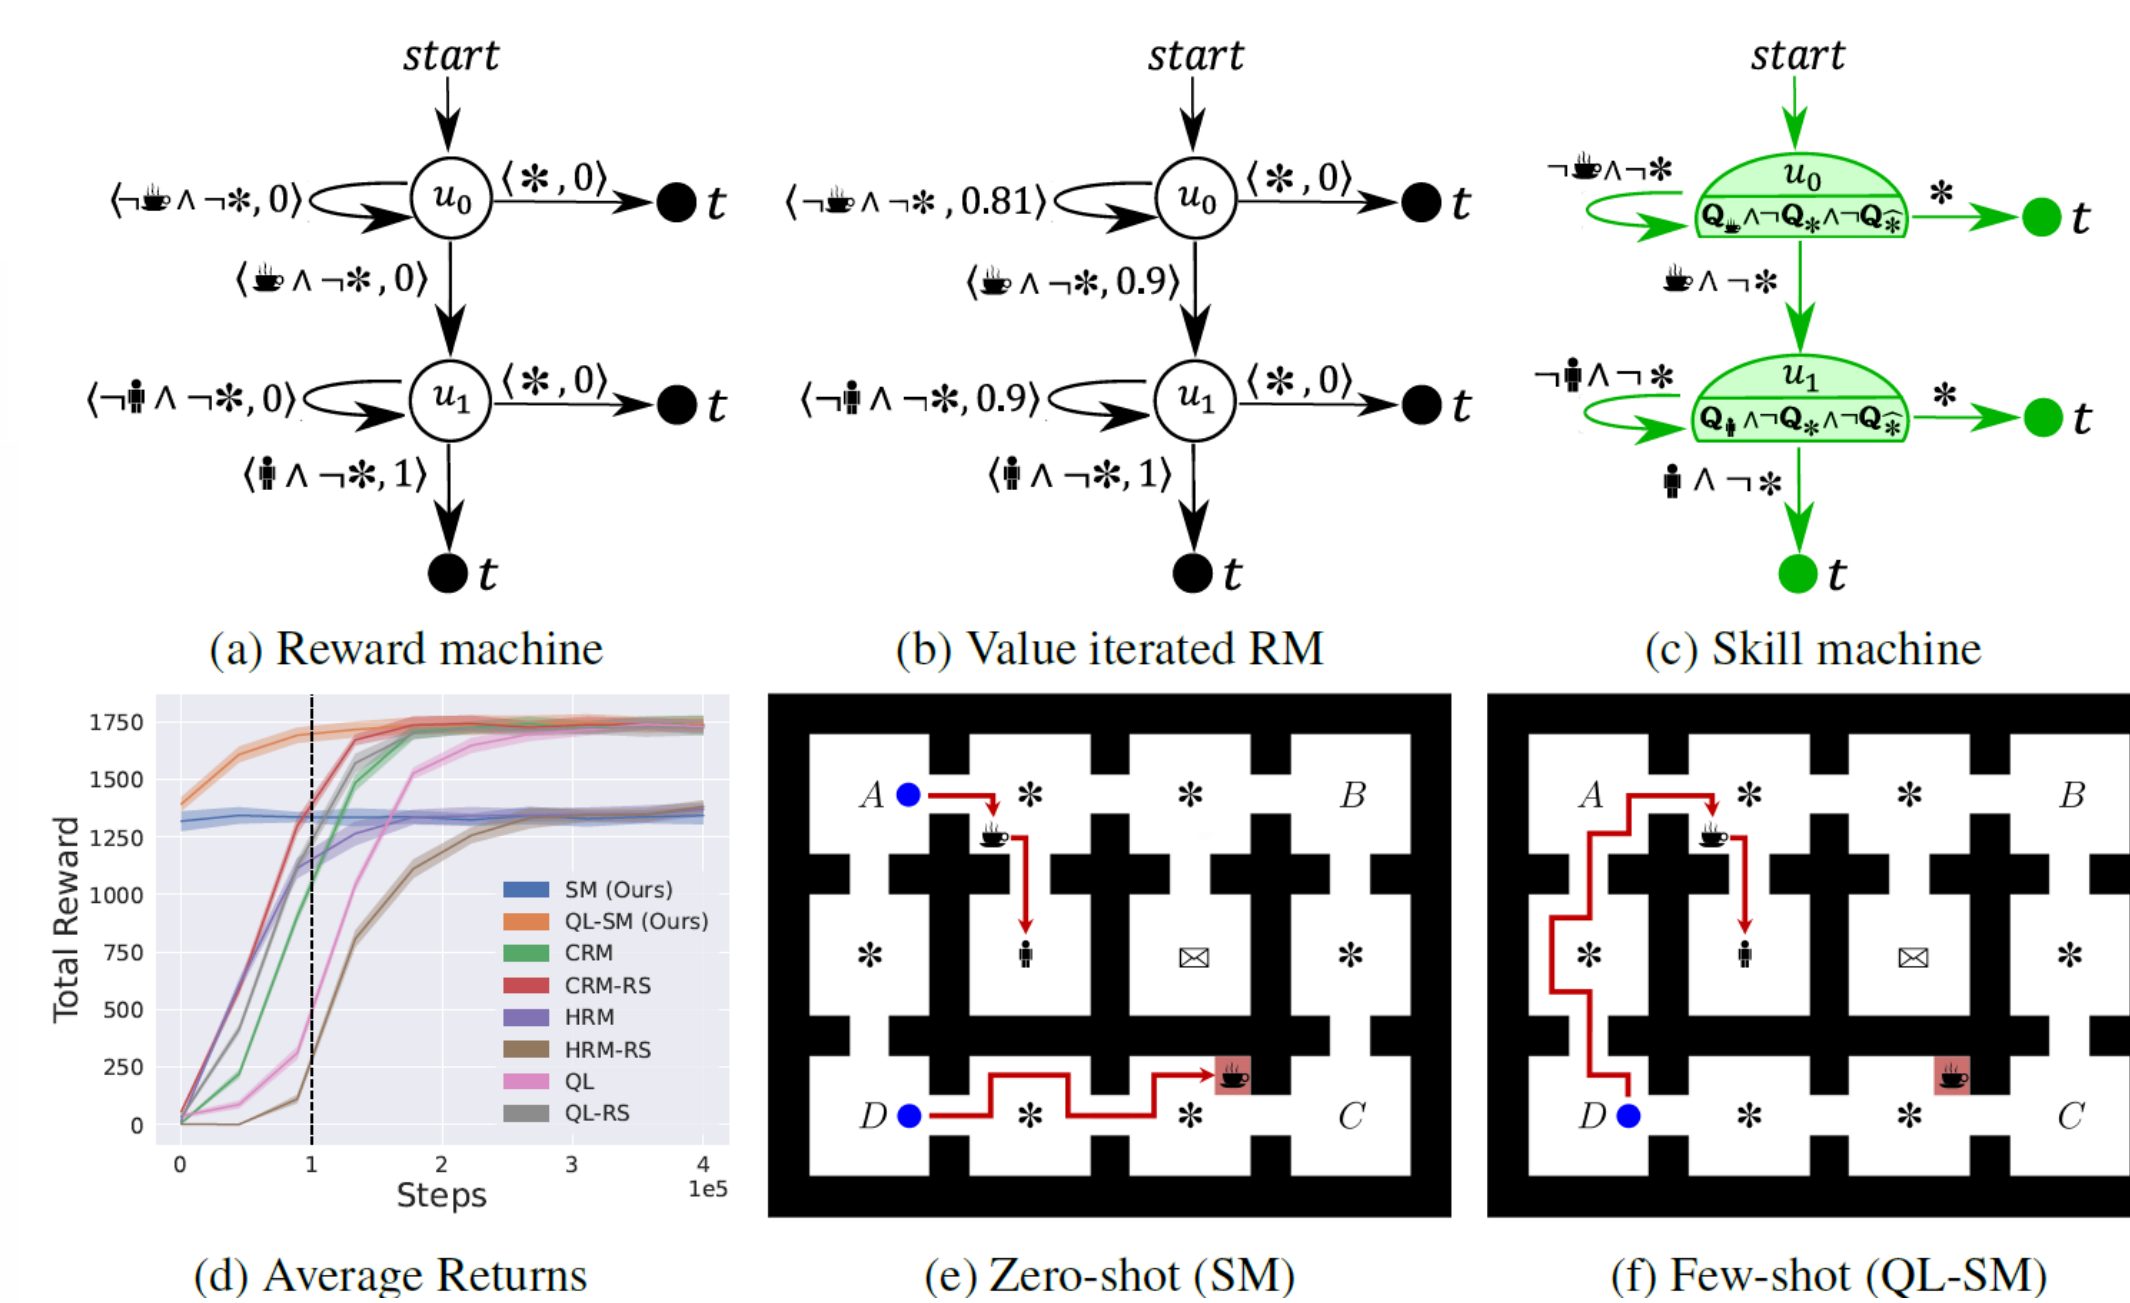 start start start
⟨¬☕∧¬✻, 0⟩ u₀ ⟨✻, 0⟩ t
⟨☕∧¬✻, 0⟩
⟨¬🚹∧¬✻, 0⟩ u₁ ⟨✻, 0⟩ t
⟨🚹∧¬✻, 1⟩
t
(a) Reward machine
⟨¬☕∧¬✻, 0.81⟩ u₀ ⟨✻, 0⟩ t
⟨☕∧¬✻, 0.9⟩
⟨¬🚹∧¬✻, 0.9⟩ u₁ ⟨✻, 0⟩ t
⟨🚹∧¬✻, 1⟩
t
(b) Value iterated RM
¬☕∧¬✻ u₀ ✻ t
Q☕∧¬Q✻∧¬Q✻̂
☕∧¬✻
¬🚹∧¬✻ u₁ ✻ t
Q🚹∧¬Q✻∧¬Q✻̂
🚹∧¬✻
t
(c) Skill machine
Total Reward
1750
1500
1250
1000
750
500
250
0
0 1 2 3 4
1e5
Steps
SM (Ours)
QL-SM (Ours)
CRM
CRM-RS
HRM
HRM-RS
QL
QL-RS
(d) Average Returns
A ✻ ✻ B
✻ ✻
D ✻ ✻ C
(e) Zero-shot (SM)
A ✻ ✻ B
✻ ✻
D ✻ ✻ C
(f) Few-shot (QL-SM)